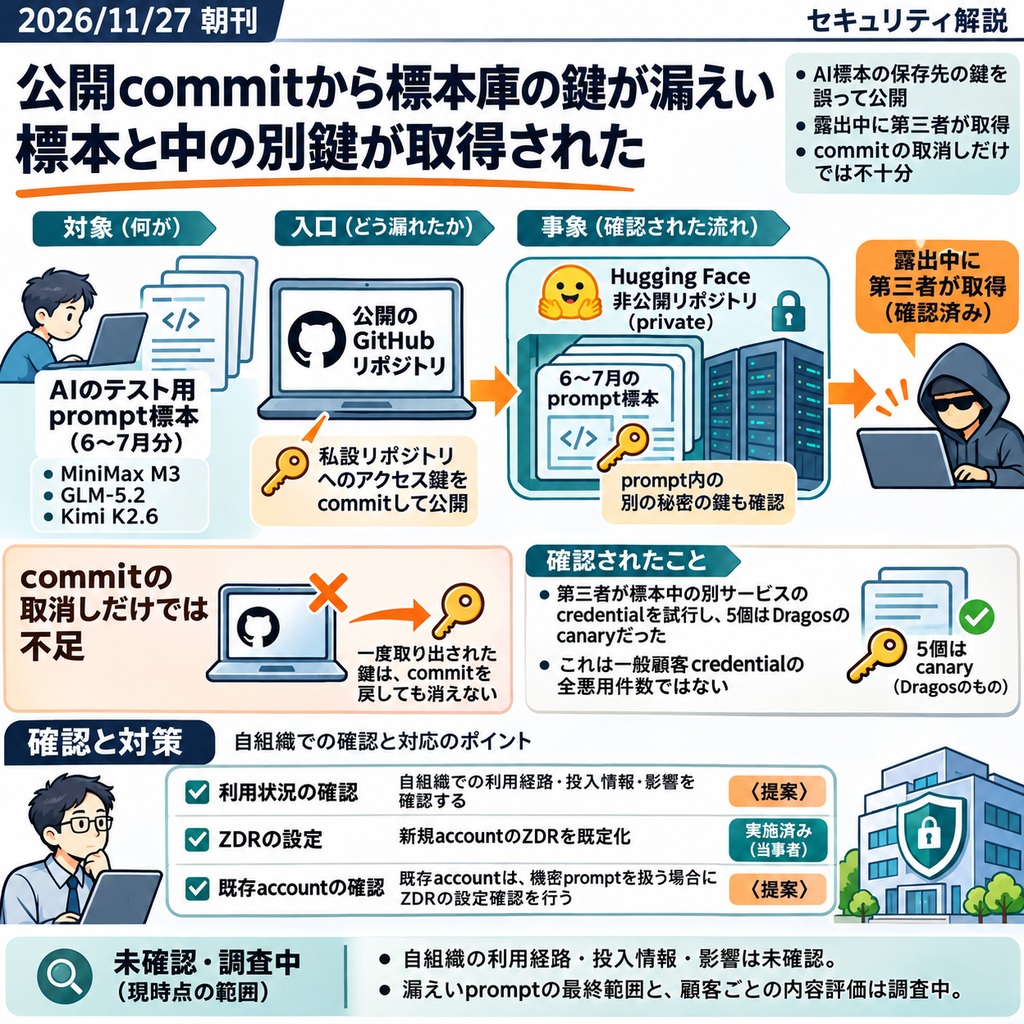 2026/11/27 朝刊
セキュリティ解説
公開commitから標本庫の鍵が漏えい
標本と中の別鍵が取得された
• AI標本の保存先の鍵を
誤って公開
• 露出中に第三者が取得
• commitの取消しだけ
では不十分
対象（何が）
入口（どう漏れたか）
事象（確認された流れ）
</>
AIのテスト用
prompt標本
（6〜7月分）
• MiniMax M3
• GLM-5.2
• Kimi K2.6
公開の
GitHub
リポジトリ
私設リポジトリ
へのアクセス鍵を
commitして公開
Hugging Face
非公開リポジトリ
（private）
6〜7月の
prompt標本
</>
prompt内の
別の秘密の鍵も確認
露出中に
第三者が取得
（確認済み）
commitの
取消しだけでは
不足
一度取り出された
鍵は、commitを
戻しても消えない
確認されたこと
• 第三者が標本中の別サービスの
credentialを試行し、5個はDragosの
canaryだった
• これは一般顧客credentialの
全悪用件数ではない
5個は
canary
（Dragosのもの）
確認と対策
自組織での確認と対応のポイント
利用状況の確認
自組織での利用経路・投入情報・影響を
確認する
〈提案〉
ZDRの設定
新規accountのZDRを既定化
実施済み
（当事者）
既存accountの確認
既存accountは、機密promptを扱う場合に
ZDRの設定確認を行う
〈提案〉
未確認・調査中
（現時点の範囲）
• 自組織の利用経路・投入情報・影響は未確認。
• 漏えいpromptの最終範囲と、顧客ごとの内容評価は調査中。